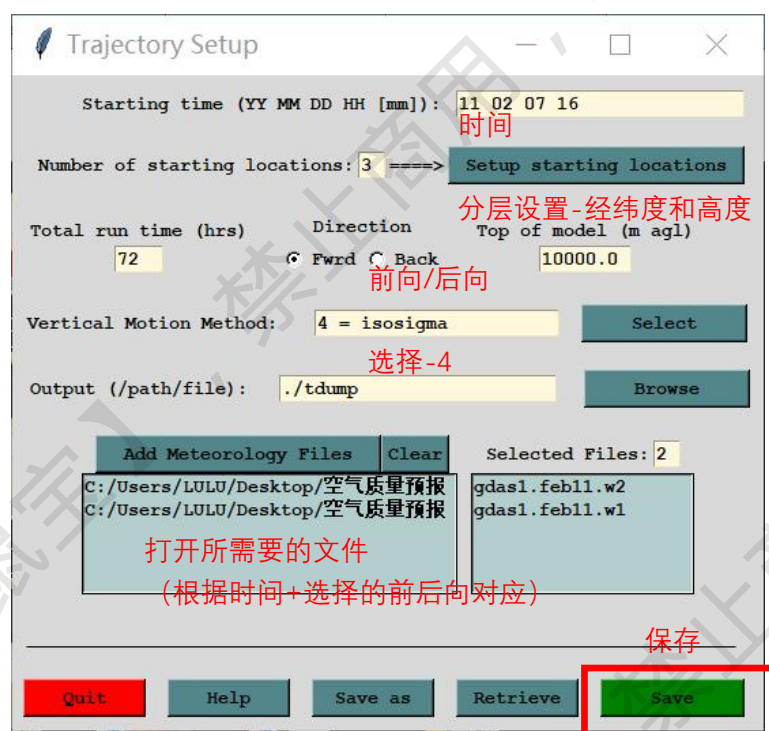 Trajectory Setup
Starting time (YY MM DD HH [mm]): 11 02 07 16
时间
Number of starting locations: 3 ====> Setup starting locations
分层设置-经纬度和高度
Total run time (hrs) Direction Top of model (m agl)
72 Fwrd Back 10000.0
前向/后向
Vertical Motion Method: 4 = isosigma Select
选择-4
Output (/path/file): ./tdump Browse
Add Meteorology Files Clear Selected Files: 2
C:/Users/LULU/Desktop/空气质量预报 gdas1.feb11.w2
C:/Users/LULU/Desktop/空气质量预报 gdas1.feb11.w1
打开所需要的文件
（根据时间+选择的前后向对应）
保存
Quit Help Save as Retrieve Save
，禁止商用，
】，